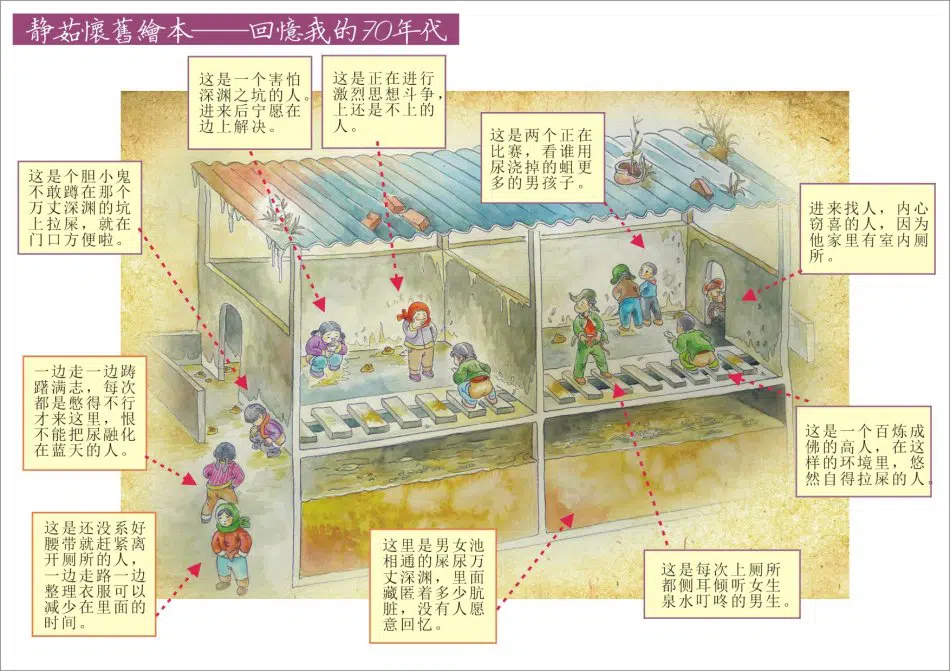 静茹懷舊繪本——回憶我的70年代
这是一个害怕
深渊之坑的人。
进来后宁愿在
边上解决。
这是正在进行
激烈思想斗争,
上还是不上的
人。
这是两个正在
比赛，看谁用
尿浇掉的蛆更
多的男孩子。
这是个胆小鬼
不敢蹲在那个
万丈深渊的坑
上拉屎，就在
门口方便啦。
进来找人，内心
窃喜的人，因为
他家里有室内厕
所。
一边走一边踌
躇满志，每次
都是憋得不行
才来这里，恨
不能把尿融化
在蓝天的人。
这是一个百炼成
佛的高人，在这
样的环境里，悠
然自得拉屎的人。
这是还没系好
腰带就赶紧离
开厕所的人，
一边走路一边
整理衣服可以
减少在里面的
时间。
这里是男女池
相通的屎尿万
丈深渊，里面
藏匿着多少肮
脏，没有人愿
意回忆。
这是每次上厕所
都侧耳倾听女生
泉水叮咚的男生。